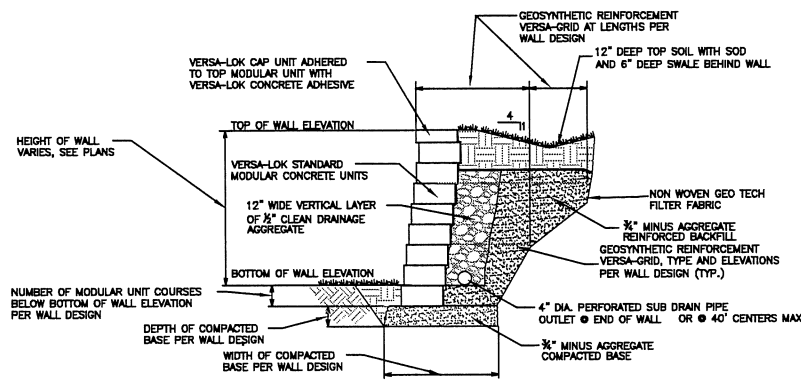 GEOSYNTHETIC REINFORCEMENT
VERSA-GRID AT LENGTHS PER
WALL DESIGN
12" DEEP TOP SOIL WITH SOD
AND 6" DEEP SWALE BEHIND WALL
VERSA-LOK CAP UNIT ADHERED
TO TOP MODULAR UNIT WITH
VERSA-LOK CONCRETE ADHESIVE
4
1
TOP OF WALL ELEVATION
HEIGHT OF WALL
VARIES, SEE PLANS
VERSA-LOK STANDARD
MODULAR CONCRETE UNITS
12" WIDE VERTICAL LAYER
OF ½" CLEAN DRAINAGE
AGGREGATE
NON WOVEN GEO TECH
FILTER FABRIC
¾" MINUS AGGREGATE
REINFORCED BACKFILL
GEOSYNTHETIC REINFORCEMENT
VERSA-GRID, TYPE AND ELEVATIONS
PER WALL DESIGN (TYP.)
BOTTOM OF WALL ELEVATION
NUMBER OF MODULAR UNIT COURSES
BELOW BOTTOM OF WALL ELEVATION
PER WALL DESIGN
4" DIA. PERFORATED SUB DRAIN PIPE
OUTLET @ END OF WALL OR @ 40' CENTERS MAX
DEPTH OF COMPACTED
BASE PER WALL DESIGN
¾" MINUS AGGREGATE
COMPACTED BASE
WIDTH OF COMPACTED
BASE PER WALL DESIGN